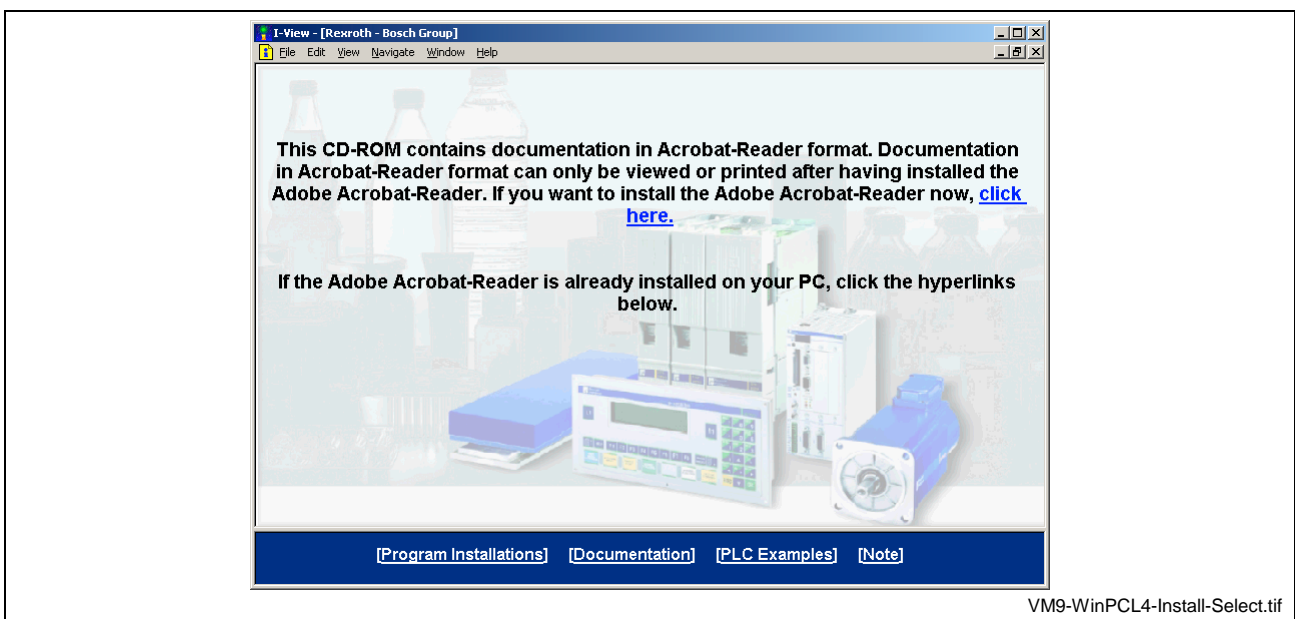 I-View - [Rexroth - Bosch Group]
File Edit View Navigate Window Help
This CD-ROM contains documentation in Acrobat-Reader format. Documentation
in Acrobat-Reader format can only be viewed or printed after having installed the
Adobe Acrobat-Reader. If you want to install the Adobe Acrobat-Reader now, click
here.
If the Adobe Acrobat-Reader is already installed on your PC, click the hyperlinks
below.
[Program Installations] [Documentation] [PLC Examples] [Note]
VM9-WinPCL4-Install-Select.tif